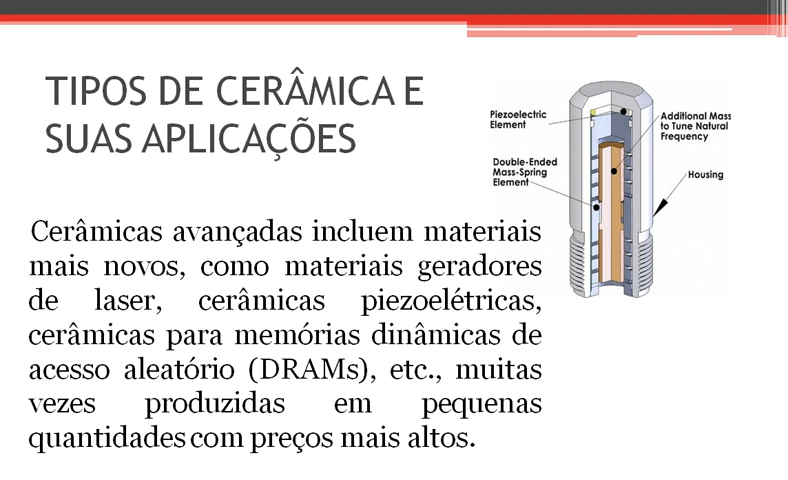 TIPOS DE CERÂMICA E
SUAS APLICAÇÕES
Piezoelectric
Element
Additional Mass
to Tune Natural
Frequency
Double-Ended
Mass-Spring
Element
Housing
Cerâmicas avançadas incluem materiais
mais novos, como materiais geradores
de laser, cerâmicas piezoelétricas,
cerâmicas para memórias dinâmicas de
acesso aleatório (DRAMs), etc., muitas
vezes produzidas em pequenas
quantidades com preços mais altos.